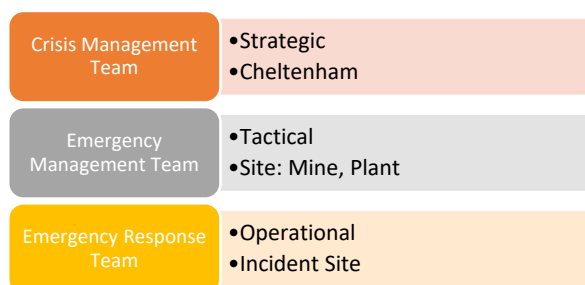 Crisis Management
Team
•Strategic
•Cheltenham
Emergency
Management Team
•Tactical
•Site: Mine, Plant
Emergency Response
Team
•Operational
•Incident Site